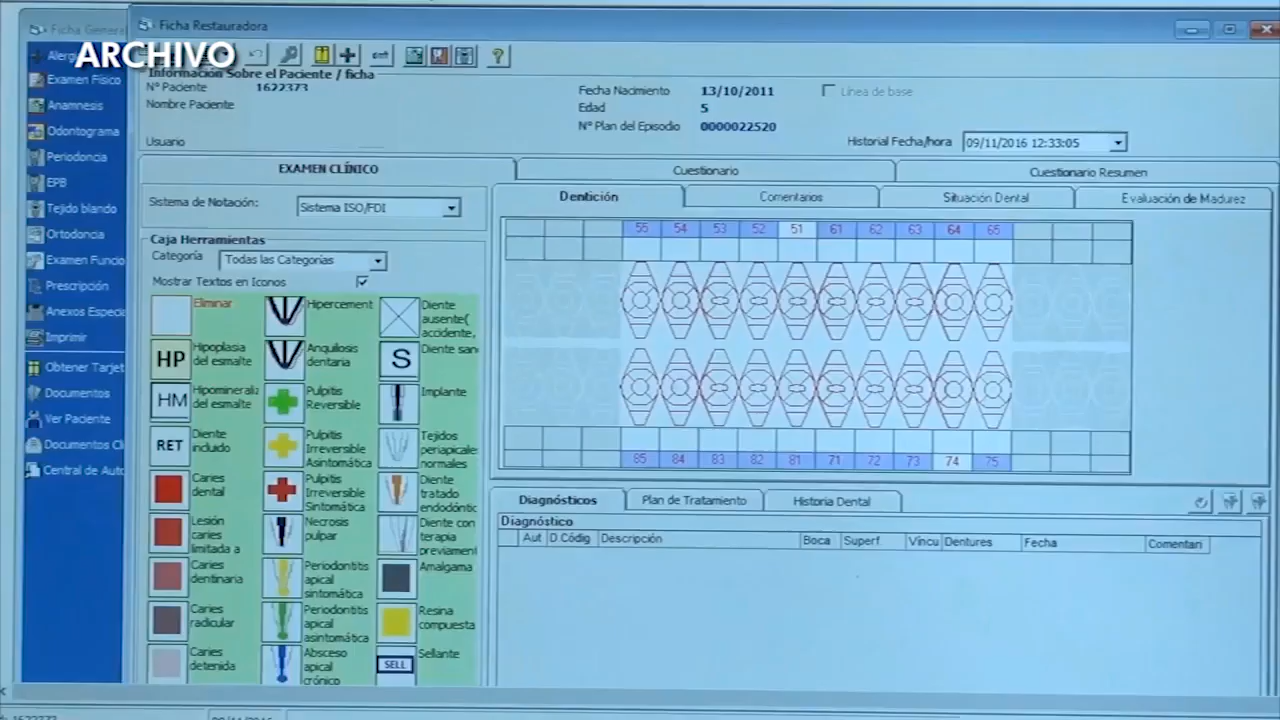 Ficha General
Ficha Restauradora
ARCHIVO
Examen Físico
Anamnesis
Odontograma
Periodoncia
EPB
Tejido blando
Ortodoncia
Examen Funcio
Prescripción
Anexos Especia
Imprimir
Obtener Tarjet
Documentos
Ver Paciente
Documentos Cl
Central de Auto
Información Sobre el Paciente / ficha
Nº Paciente 1622373
Nombre Paciente
Usuario
Fecha Nacimiento 13/10/2011
Edad 5
Nº Plan del Episodio 0000022520
Línea de base
Historial Fecha/hora 09/11/2016 12:33:05
EXAMEN CLÍNICO
Cuestionario
Cuestionario Resumen
Sistema de Notación: Sistema ISO/FDI
Caja Herramientas
Categoría Todas las Categorías
Mostrar Textos en Iconos
Eliminar
Hipercement
Diente ausente( accidente,
HP Hipoplasia del esmalte
Anquilosis dentaria
S Diente san
HM Hipomineraliz del esmalte
Pulpitis Reversible
Implante
RET Diente incluido
Pulpitis Irreversible Asintomática
Tejidos periapicale normales
Caries dental
Pulpitis Irreversible Sintomática
Diente tratado endodóntic
Lesión caries limitada a
Necrosis pulpar
Diente con terapia previament
Caries dentinaria
Periodontitis apical sintomática
Amalgama
Caries radicular
Periodontitis apical asintomática
Resina compuesta
Caries detenida
Absceso apical crónico
SELL Sellante
Dentición
Comentarios
Situación Dental
Evaluación de Madurez
55 54 53 52 51 61 62 63 64 65
85 84 83 82 81 71 72 73 74 75
Diagnósticos
Plan de Tratamiento
Historia Dental
Diagnóstico
Aut D Códig Descripción Boca Superf Víncu Dentures Fecha Comentari